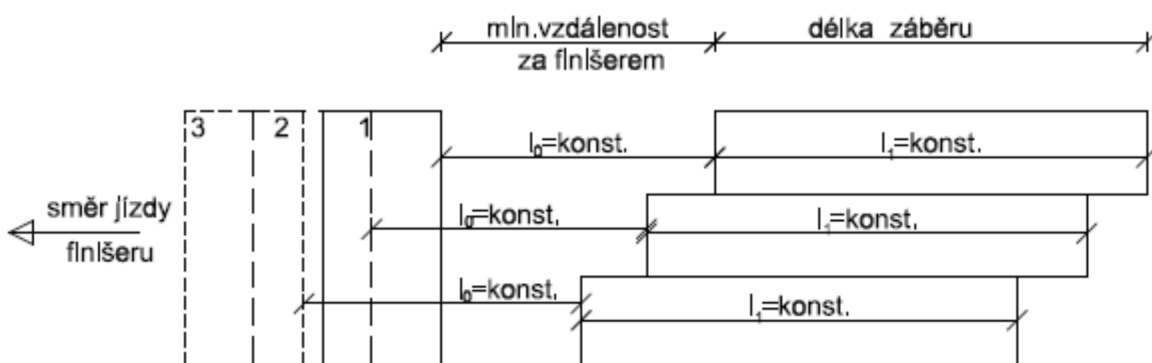 mIn.vzdálenost
za fInIšerem
délka záběru
3
2
1
l0=konst.
l1=konst.
směr jízdy
fInIšeru
l0=konst.
l1=konst.
l0=konst.
l1=konst.